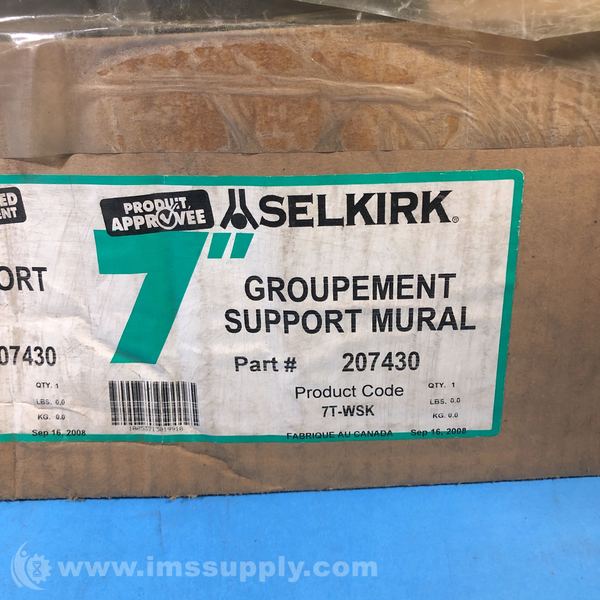 ED
ENT
ORT
07430
QTY. 1
LBS. 0.0
KG. 0.0
Sep 16, 2008
PRODUIT
APPROUVÉE
SELKIRK®
7"
GROUPEMENT
SUPPORT MURAL
Part # 207430
Product Code
7T-WSK
QTY. 1
LBS. 0.0
KG. 0.0
FABRIQUE AU CANADA
Sep 16, 2008
www.imssupply.com